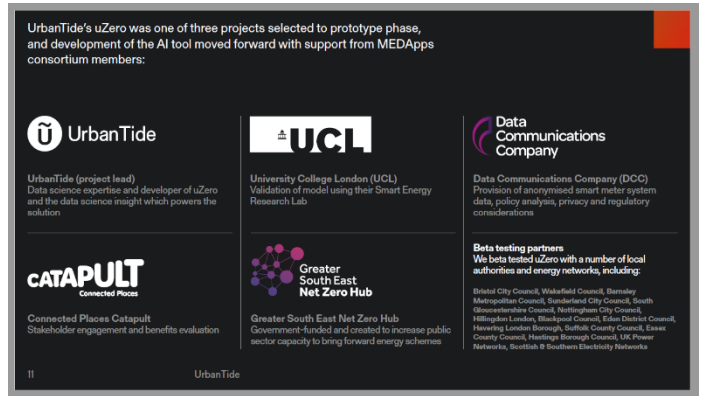 UrbanTide's uZero was one of three projects selected to prototype phase,
and development of the AI tool moved forward with support from MEDApps
consortium members:
UrbanTide
UrbanTide (project lead)
Data science expertise and developer of uZero
and the data science insight which powers the
solution
UCL
University College London (UCL)
Validation of model using their Smart Energy
Research Lab
Data
Communications
Company
Data Communications Company (DCC)
Provision of anonymised smart meter system
data, policy analysis, privacy and regulatory
considerations
CATAPULT
Connected Places
Connected Places Catapult
Stakeholder engagement and benefits evaluation
Greater
South East
Net Zero Hub
Greater South East Net Zero Hub
Government-funded and created to increase public
sector capacity to bring forward energy schemes
Beta testing partners
We beta tested uZero with a number of local
authorities and energy networks, including:
Bristol City Council, Wakefield Council, Barnsley
Metropolitan Council, Sunderland City Council, South
Gloucestershire Council, Nottingham City Council,
Hillingdon London, Blackpool Council, Eden District Council,
Havering London Borough, Suffolk County Council, Essex
County Council, Hastings Borough Council, UK Power
Networks, Scottish & Southern Electricity Networks
11
UrbanTide